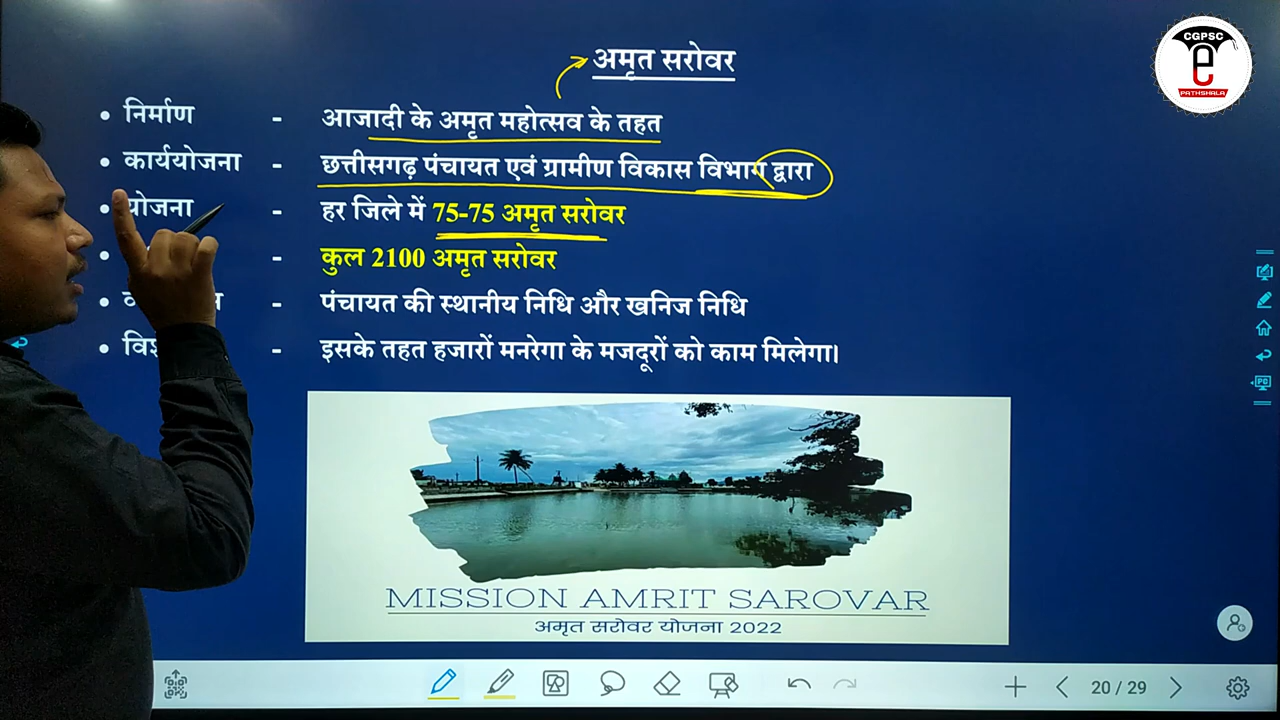 CGPSC
PATHSHALA
अमृत सरोवर
• निर्माण - आजादी के अमृत महोत्सव के तहत
• कार्ययोजना - छत्तीसगढ़ पंचायत एवं ग्रामीण विकास विभाग द्वारा
• योजना - हर जिले में 75-75 अमृत सरोवर
• - कुल 2100 अमृत सरोवर
• - पंचायत की स्थानीय निधि और खनिज निधि
• - इसके तहत हजारों मनरेगा के मजदूरों को काम मिलेगा।
MISSION AMRIT SAROVAR
अमृत सरोवर योजना 2022
20 / 29